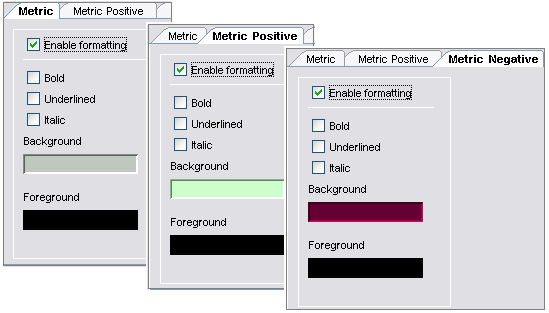 Metric Metric Positive
Enable formatting
Bold
Underlined
Italic
Background
Foreground
Metric Metric Positive
Enable formatting
Bold
Underlined
Italic
Background
Foreground
Metric Metric Positive Metric Negative
Enable formatting
Bold
Underlined
Italic
Background
Foreground